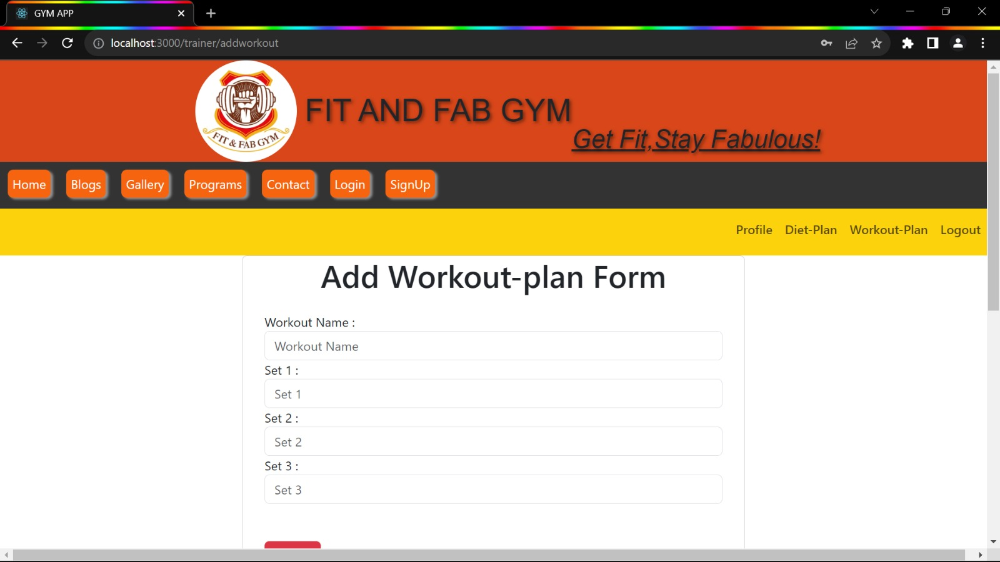 GYM APP
localhost:3000/trainer/addworkout
FIT & FAB GYM
FIT AND FAB GYM
Get Fit,Stay Fabulous!
Home Blogs Gallery Programs Contact Login SignUp
Profile Diet-Plan Workout-Plan Logout
Add Workout-plan Form
Workout Name :
Workout Name
Set 1 :
Set 1
Set 2 :
Set 2
Set 3 :
Set 3